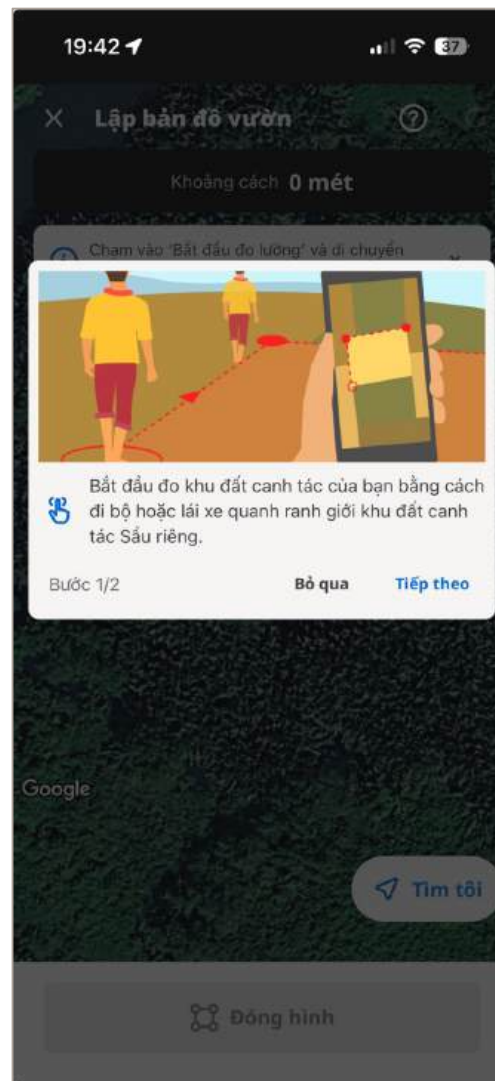 19:42
37
Lập bản đồ vườn
Khoảng cách 0 mét
Chạm vào 'Bắt đầu đo lường' và di chuyển
Bắt đầu đo khu đất canh tác của bạn bằng cách
đi bộ hoặc lái xe quanh ranh giới khu đất canh
tác Sầu riêng.
Bước 1/2
Bỏ qua
Tiếp theo
Google
Tìm tôi
Đóng hình